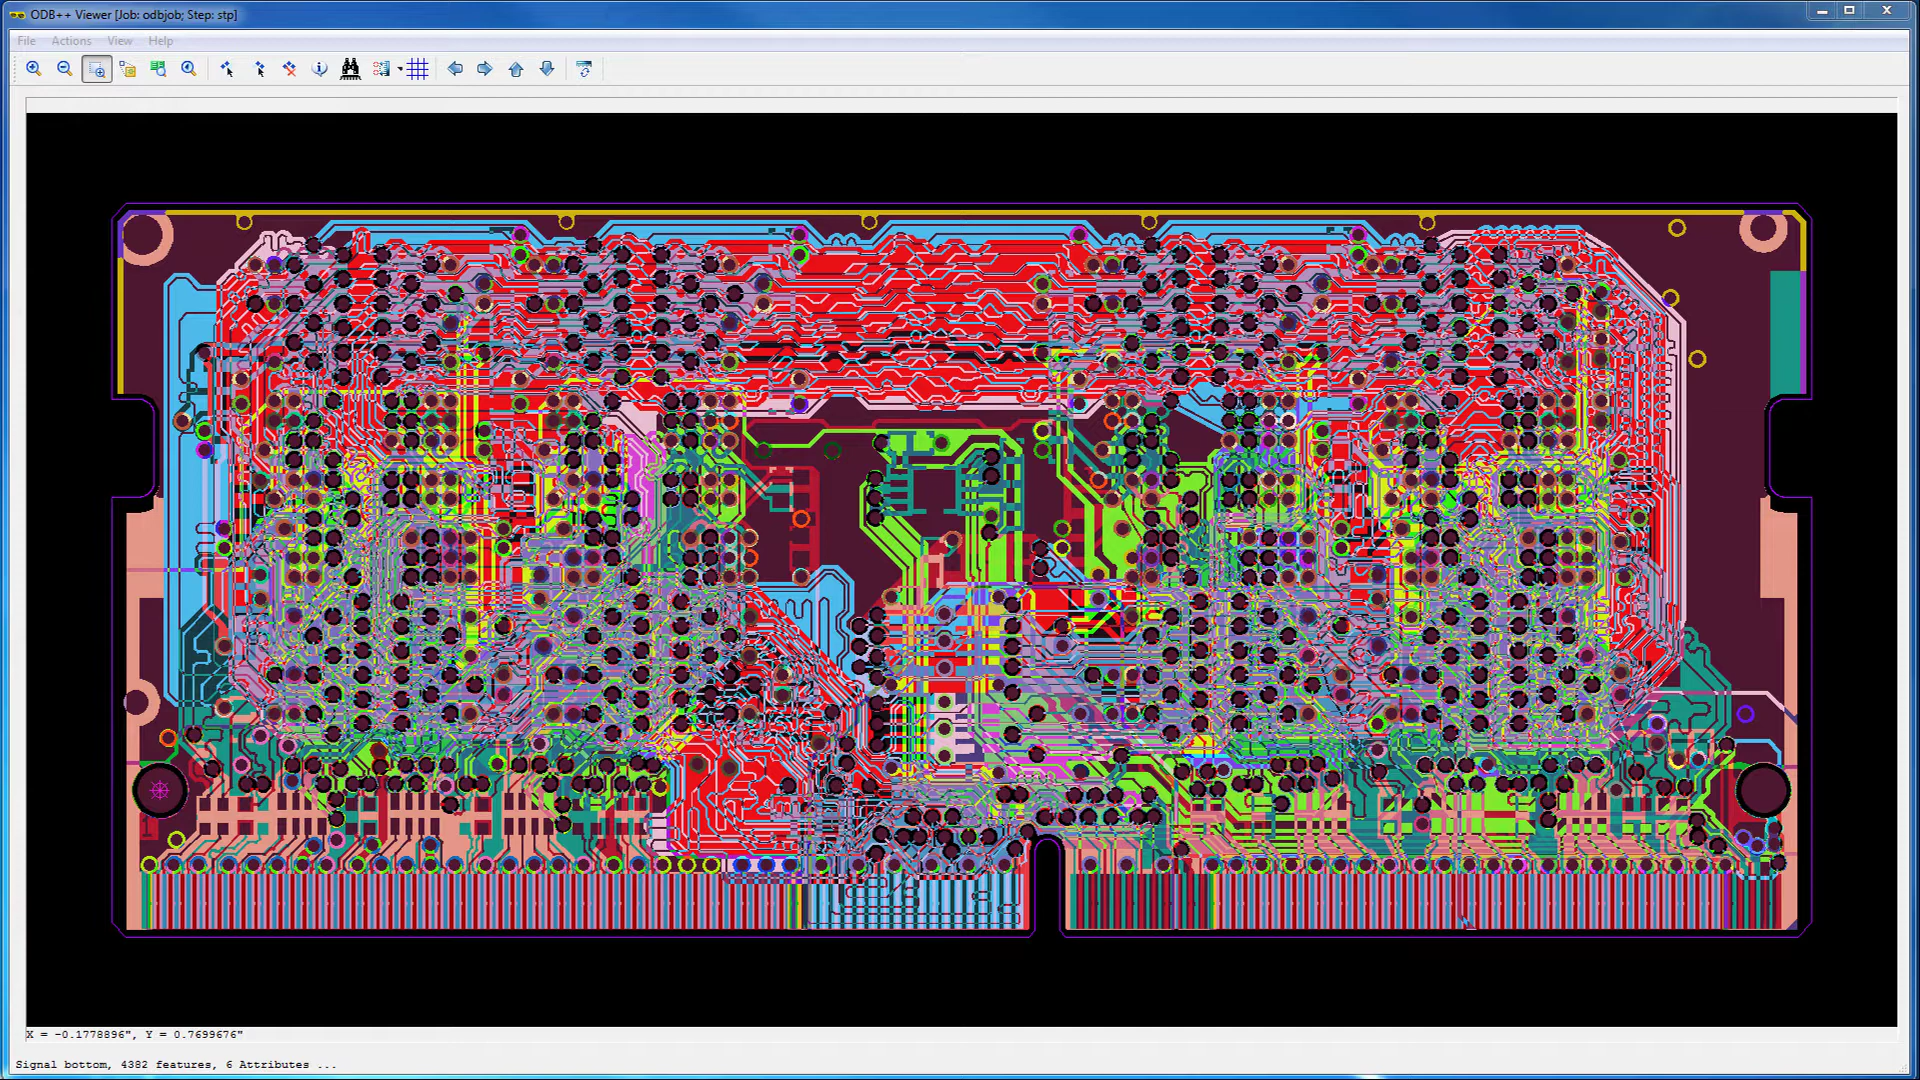 ODB++ Viewer [Job: odbjob; Step: stp]
File Actions View Help
X = -0.1778896", Y = 0.7699676"
Signal bottom, 4382 features, 6 Attributes ...